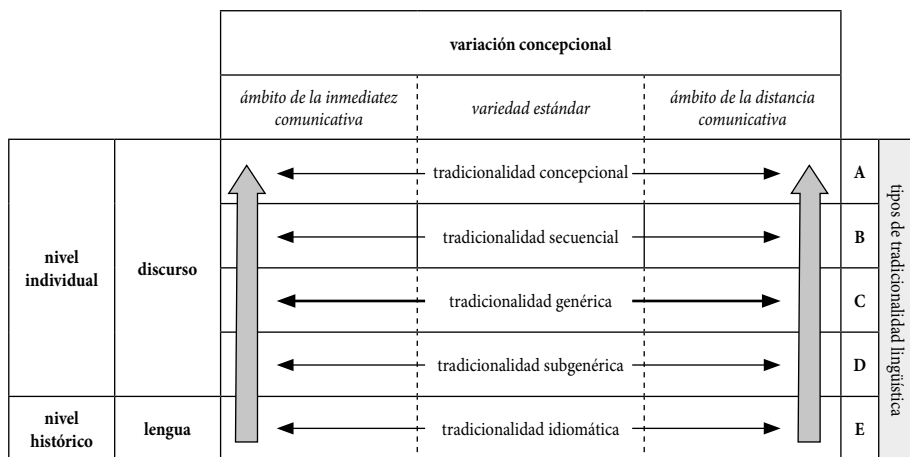 variación concepcional
ámbito de la inmediatez
comunicativa
variedad estándar
ámbito de la distancia
comunicativa
nivel
individual
discurso
tradicionalidad concepcional
A
tradicionalidad secuencial
B
tradicionalidad genérica
C
tradicionalidad subgenérica
D
nivel
histórico
lengua
tradicionalidad idiomática
E
tipos de tradicionalidad lingüística